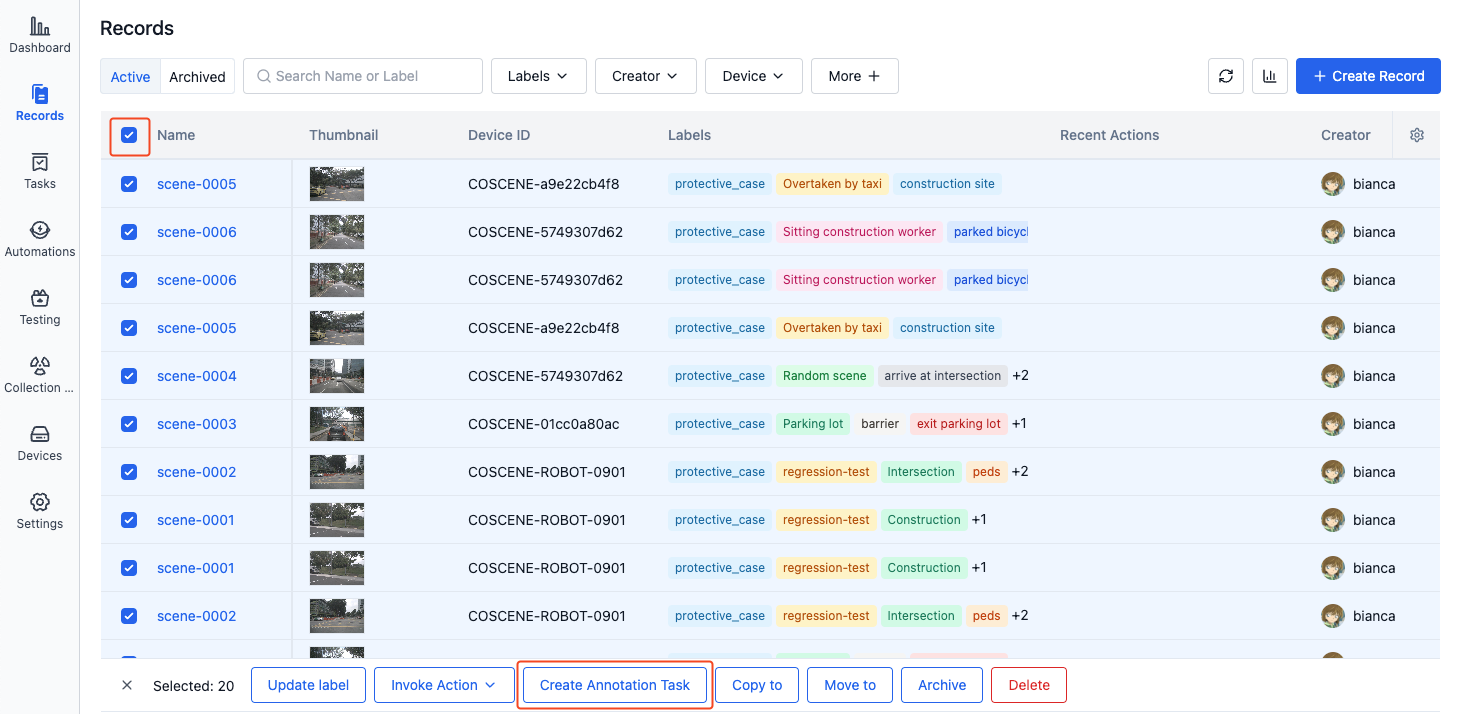 Dashboard
Records
Tasks
Automations
Testing
Collection ...
Devices
Settings
Records
Active Archived Search Name or Label Labels Creator Device More Create Record
Name Thumbnail Device ID Labels Recent Actions Creator
scene-0005 COSCENE-a9e22cb4f8 protective_case Overtaken by taxi construction site bianca
scene-0006 COSCENE-5749307d62 protective_case Sitting construction worker parked bicycl bianca
scene-0006 COSCENE-5749307d62 protective_case Sitting construction worker parked bicycl bianca
scene-0005 COSCENE-a9e22cb4f8 protective_case Overtaken by taxi construction site bianca
scene-0004 COSCENE-5749307d62 protective_case Random scene arrive at intersection +2 bianca
scene-0003 COSCENE-01cc0a80ac protective_case Parking lot barrier exit parking lot +1 bianca
scene-0002 COSCENE-ROBOT-0901 protective_case regression-test Intersection peds +2 bianca
scene-0001 COSCENE-ROBOT-0901 protective_case regression-test Construction +1 bianca
scene-0001 COSCENE-ROBOT-0901 protective_case regression-test Construction +1 bianca
scene-0002 COSCENE-ROBOT-0901 protective_case regression-test Intersection peds +2 bianca
Selected: 20 Update label Invoke Action Create Annotation Task Copy to Move to Archive Delete